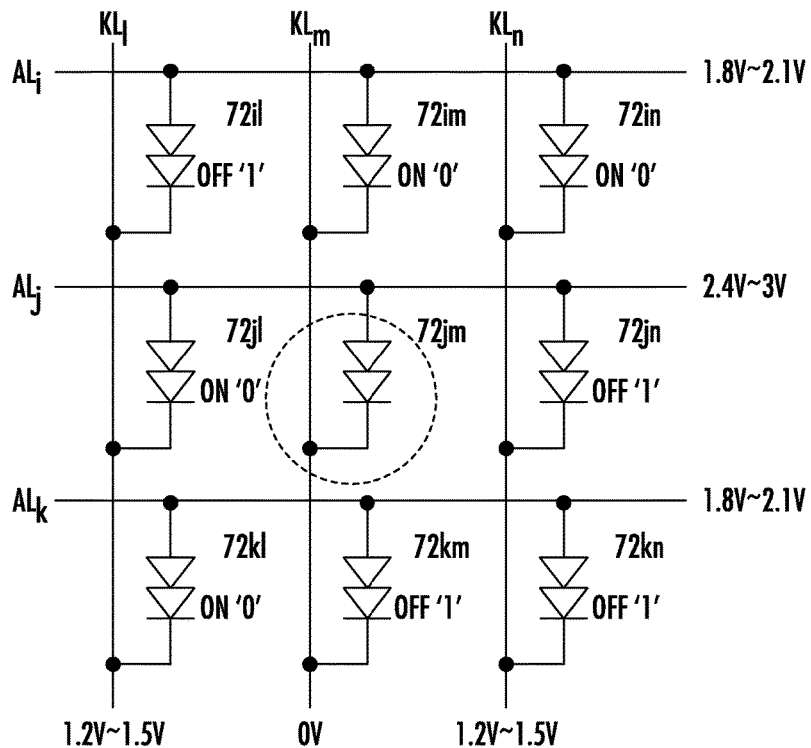 KLl KLm KLn
ALi 1.8V~2.1V
72il 72im 72in
OFF '1' ON '0' ON '0'
ALj 2.4V~3V
72jl 72jm 72jn
ON '0' OFF '1'
ALk 1.8V~2.1V
72kl 72km 72kn
ON '0' OFF '1' OFF '1'
1.2V~1.5V 0V 1.2V~1.5V